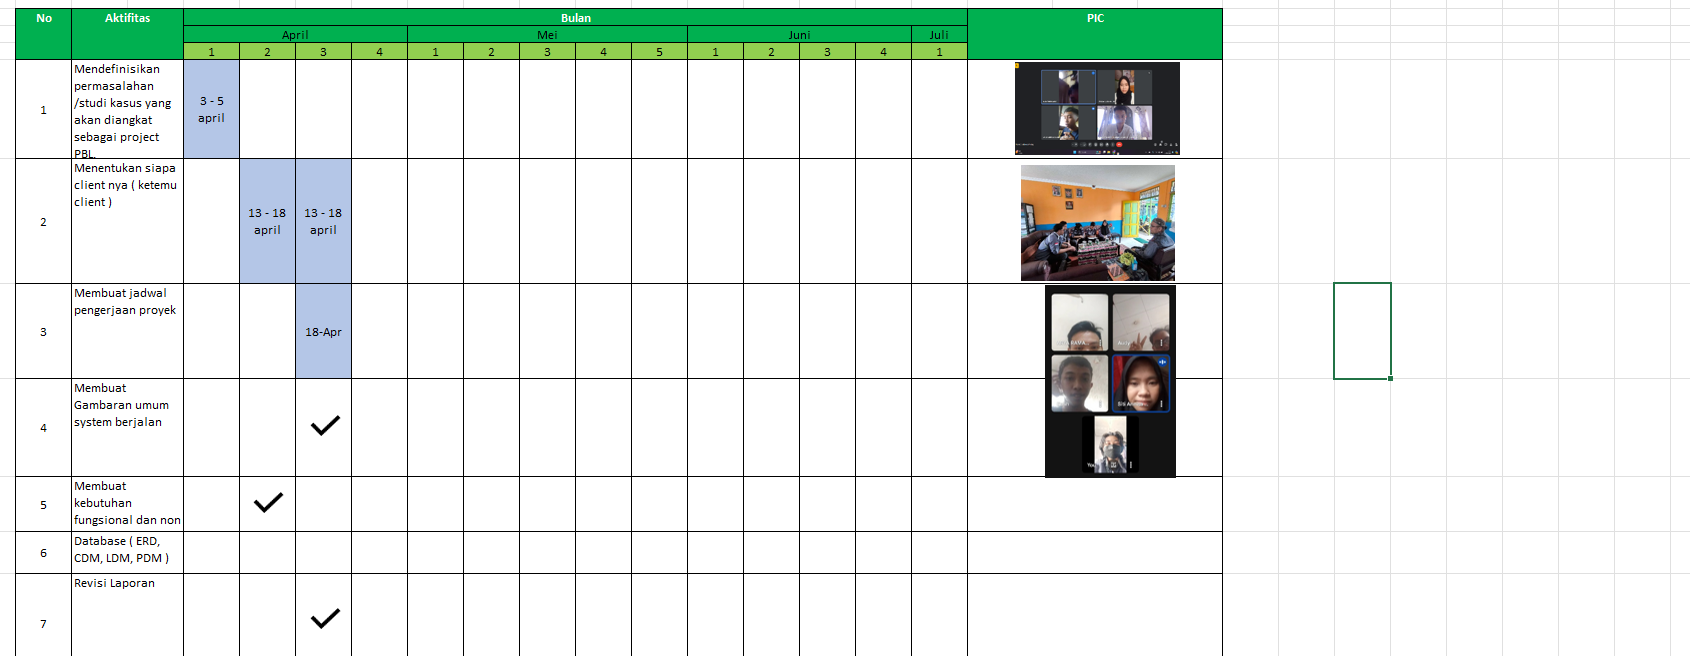 No Aktifitas Bulan PIC
April Mei Juni Juli
1 2 3 4 1 2 3 4 5 1 2 3 4 1
1
Mendefinisikan
permasalahan
/studi kasus yang
akan diangkat
sebagai project
PBL.
3 - 5
april
2
Menentukan siapa
client nya ( ketemu
client )
13 - 18
april
13 - 18
april
3
Membuat jadwal
pengerjaan proyek
18-Apr
4
Membuat
Gambaran umum
system berjalan
5
Membuat
kebutuhan
fungsional dan non
6
Database ( ERD,
CDM, LDM, PDM )
7
Revisi Laporan